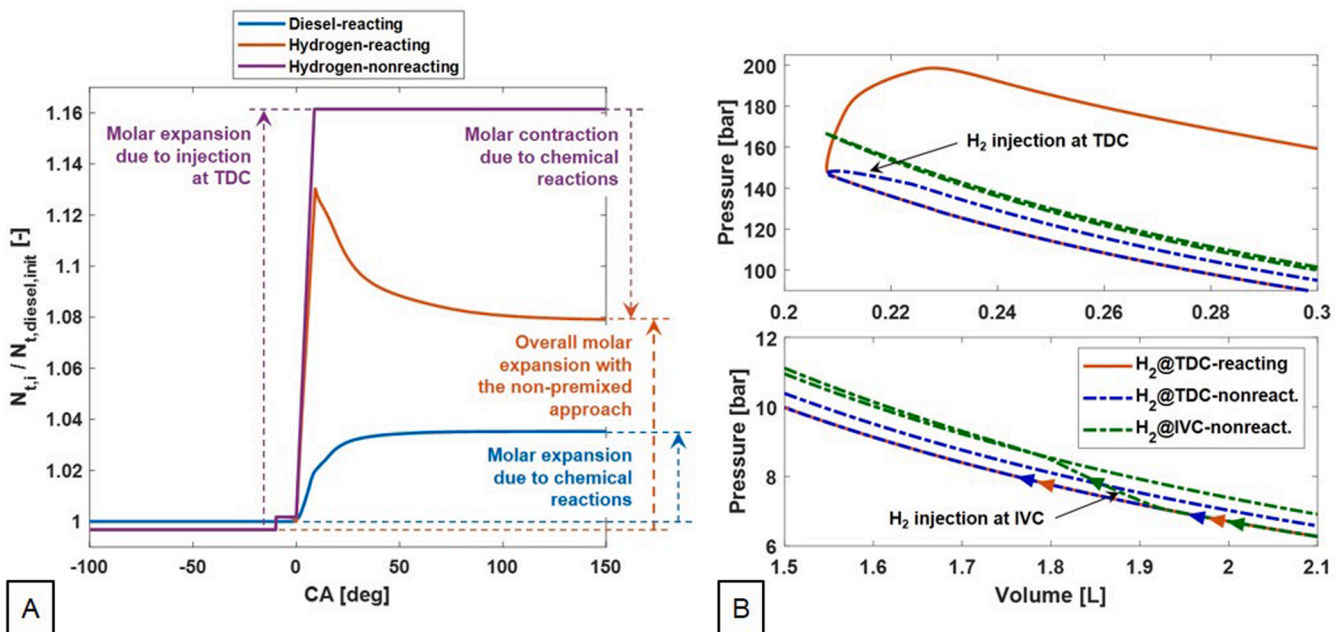 Diesel-reacting
Hydrogen-reacting
Hydrogen-nonreacting
N_t,i / N_t,diesel,init [-]
1.16
1.14
1.12
1.1
1.08
1.06
1.04
1.02
1
Molar expansion
due to injection
at TDC
Molar contraction
due to chemical
reactions
Overall molar
expansion with
the non-premixed
approach
Molar expansion
due to chemical
reactions
-100
-50
0
50
100
150
CA [deg]
A
Pressure [bar]
200
180
160
140
120
100
H2 injection at TDC
0.2
0.22
0.24
0.26
0.28
0.3
Pressure [bar]
12
10
8
6
H2@TDC-reacting
H2@TDC-nonreact.
H2@IVC-nonreact.
H2 injection at IVC
1.5
1.6
1.7
1.8
1.9
2
2.1
Volume [L]
B